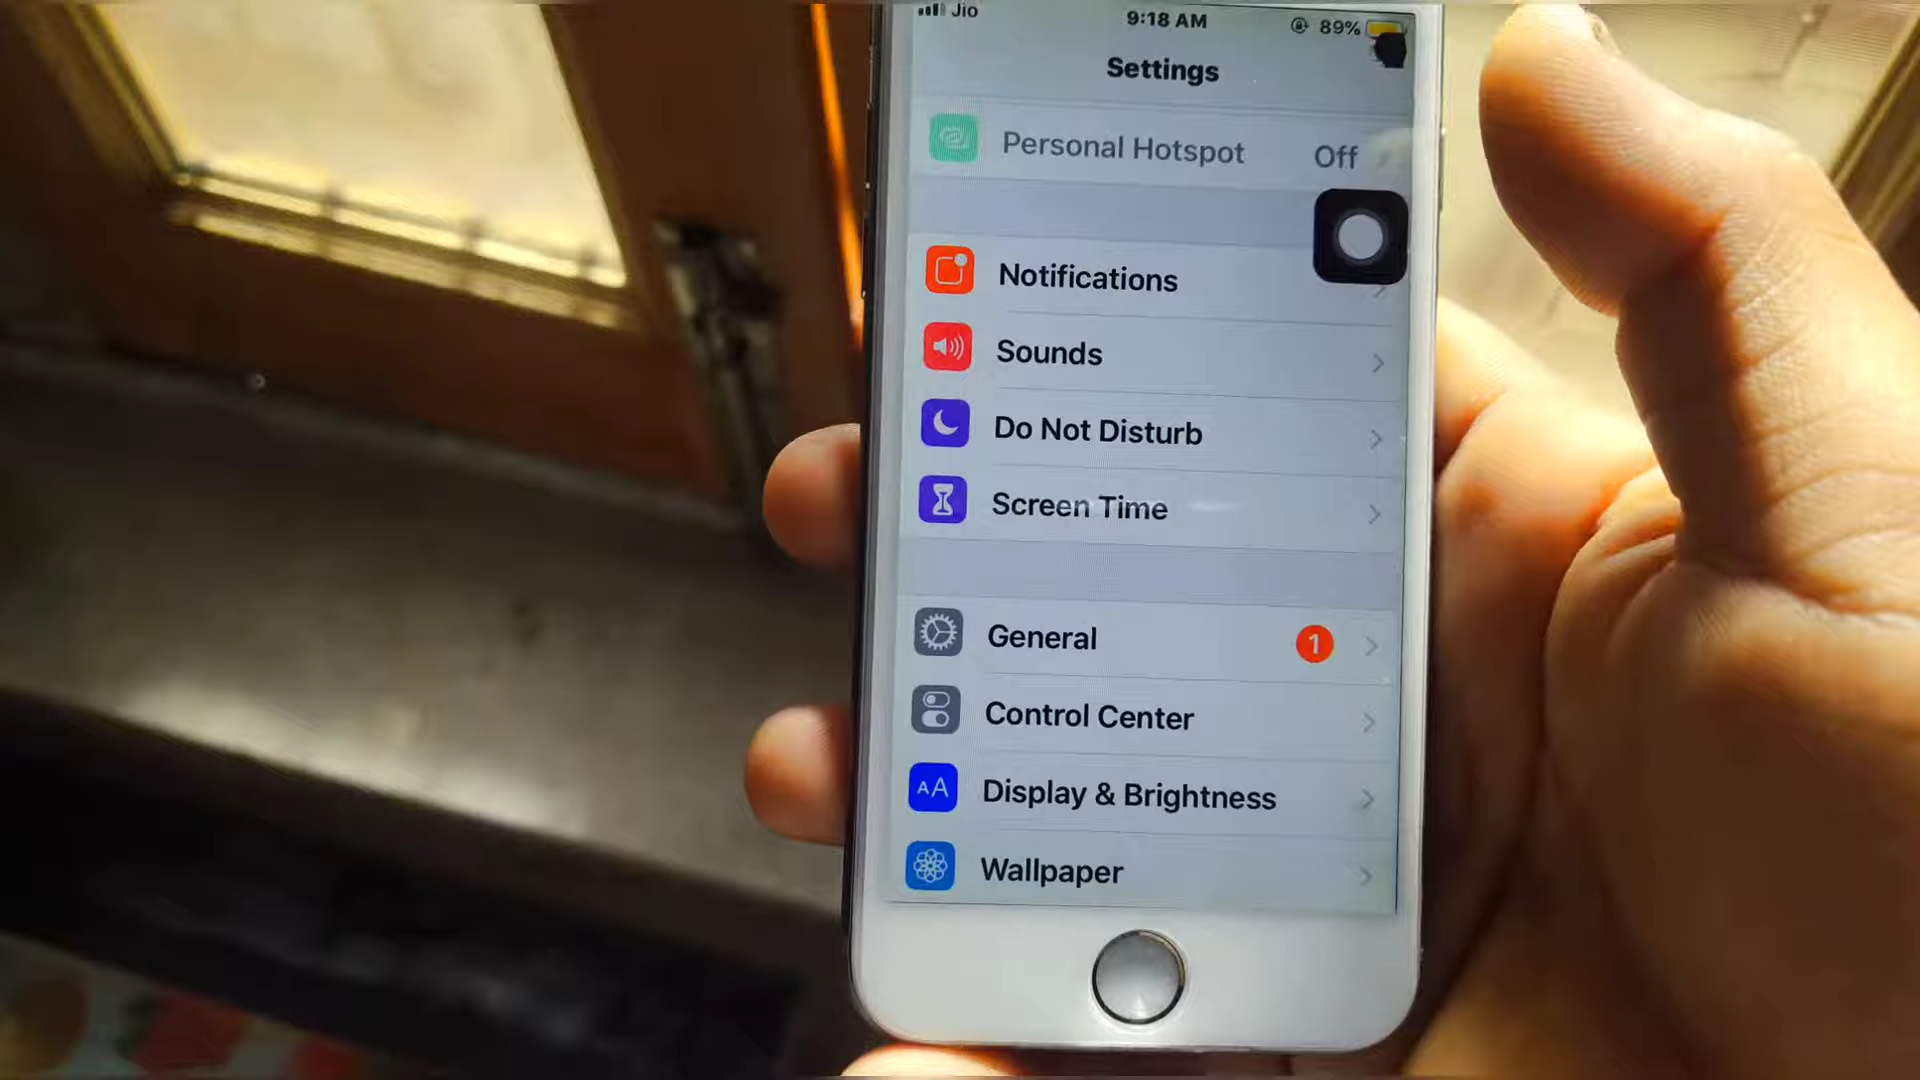 Jio 9:18 AM 89%
Settings
Personal Hotspot Off
Notifications
Sounds
Do Not Disturb
Screen Time
General 1
Control Center
AA Display & Brightness
Wallpaper